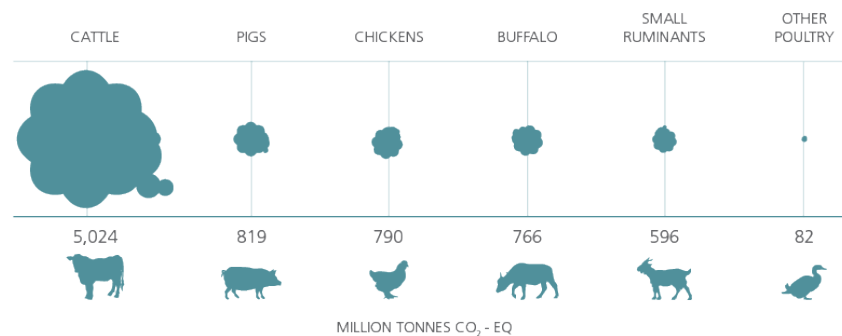 CATTLE
PIGS
CHICKENS
BUFFALO
SMALL
RUMINANTS
OTHER
POULTRY
5,024
819
790
766
596
82
MILLION TONNES CO₂ - EQ